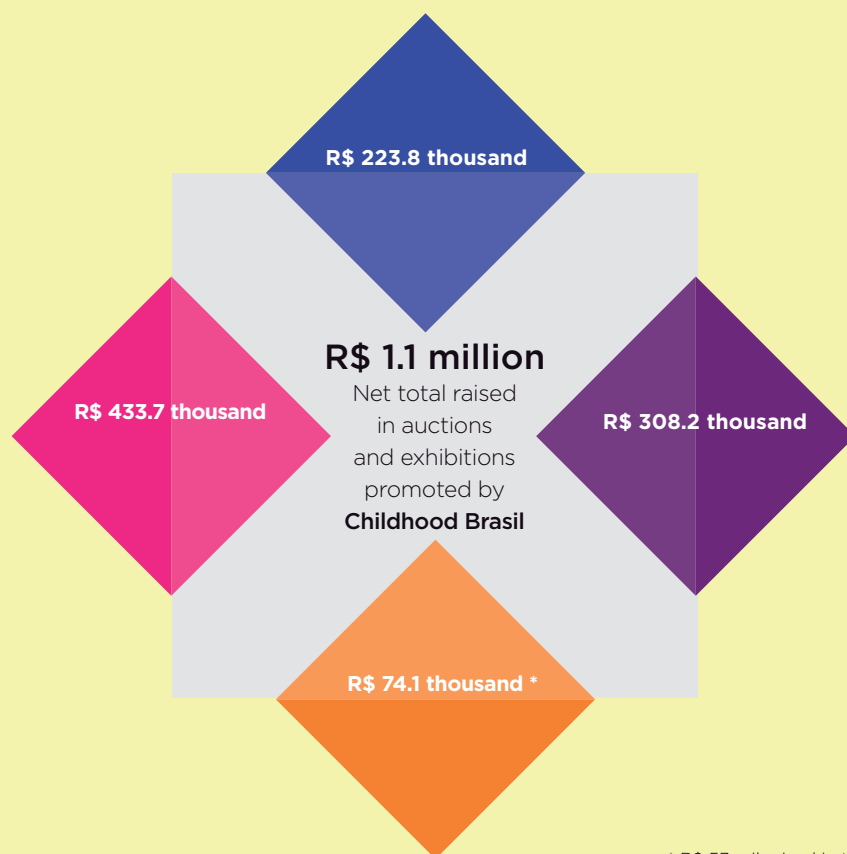 R$ 223.8 thousand
R$ 1.1 million
Net total raised
in auctions
and exhibitions
promoted by
Childhood Brasil
R$ 433.7 thousand
R$ 308.2 thousand
R$ 74.1 thousand *